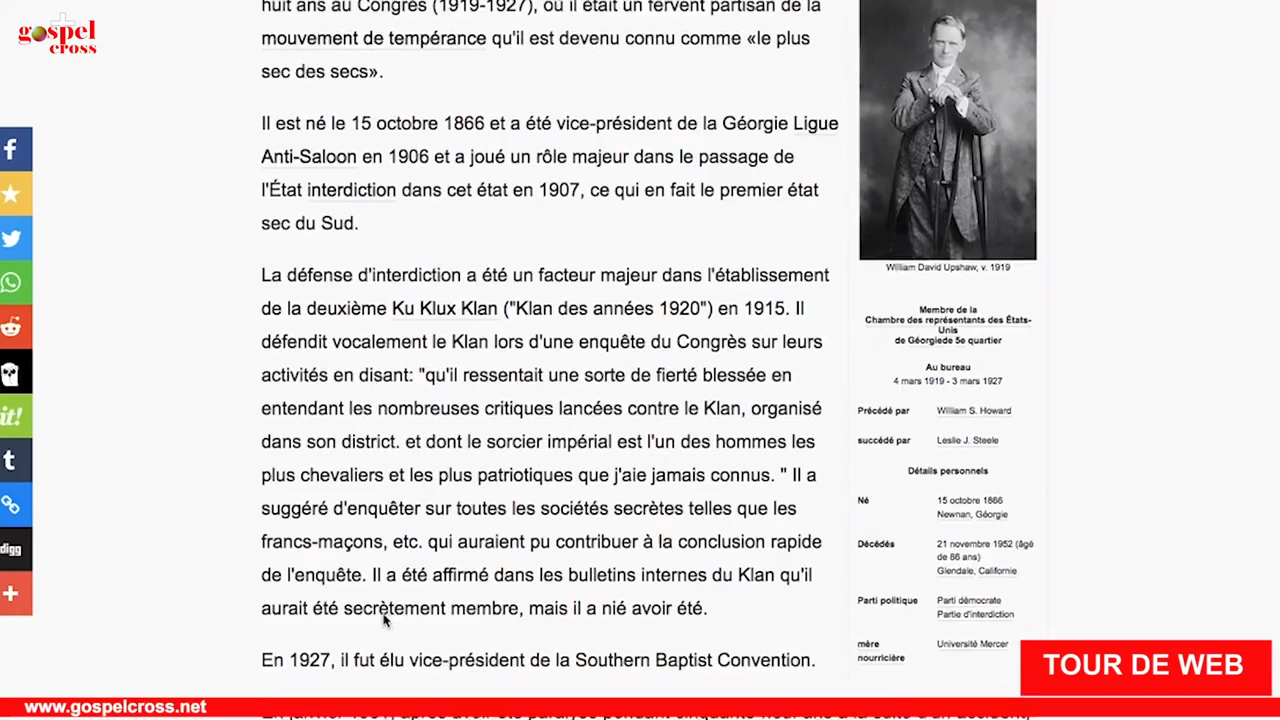 gospel
cross
huit ans au Congrès (1919-1927), où il était un fervent partisan de la
mouvement de tempérance qu'il est devenu connu comme «le plus
sec des secs».
Il est né le 15 octobre 1866 et a été vice-président de la Géorgie Ligue
Anti-Saloon en 1906 et a joué un rôle majeur dans le passage de
l'État interdiction dans cet état en 1907, ce qui en fait le premier état
sec du Sud.
La défense d'interdiction a été un facteur majeur dans l'établissement
de la deuxième Ku Klux Klan ("Klan des années 1920") en 1915. Il
défendit vocalement le Klan lors d'une enquête du Congrès sur leurs
activités en disant: "qu'il ressentait une sorte de fierté blessée en
entendant les nombreuses critiques lancées contre le Klan, organisé
dans son district. et dont le sorcier impérial est l'un des hommes les
plus chevaliers et les plus patriotiques que j'aie jamais connus. " Il a
suggéré d'enquêter sur toutes les sociétés secrètes telles que les
francs-maçons, etc. qui auraient pu contribuer à la conclusion rapide
de l'enquête. Il a été affirmé dans les bulletins internes du Klan qu'il
aurait été secrètement membre, mais il a nié avoir été.
En 1927, il fut élu vice-président de la Southern Baptist Convention.
William David Upshaw, v. 1919
Membre de la
Chambre des représentants des États-
Unis
de Géorgiede 5e quartier
Au bureau
4 mars 1919 - 3 mars 1927
Précédé par William S. Howard
succédé par Leslie J. Steele
Détails personnels
Né 15 octobre 1866
Newnan, Géorgie
Décédés 21 novembre 1952 (âgé
de 86 ans)
Glendale, Californie
Parti politique Parti démocrate
Partie d'interdiction
mère Université Mercer
nourricière
it!
digg
TOUR DE WEB
www.gospelcross.net